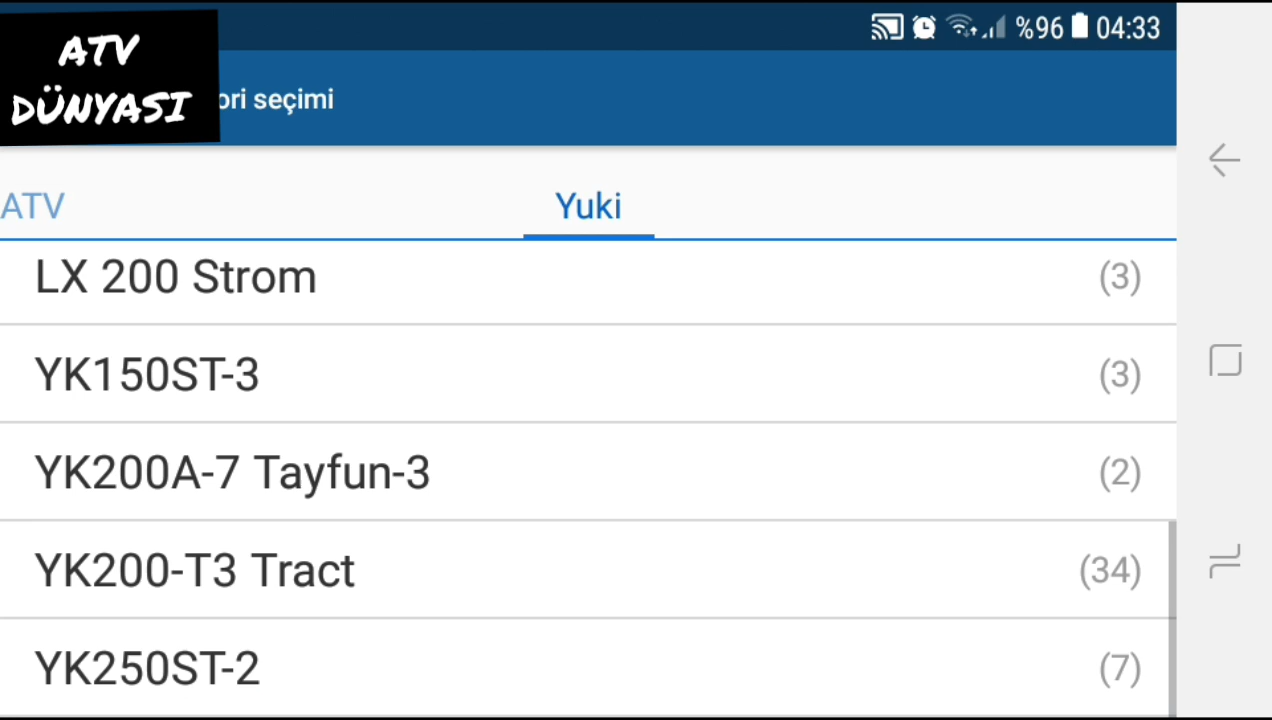 ATV
DÜNYASI
%96 04:33
ori seçimi
ATV Yuki
LX 200 Strom (3)
YK150ST-3 (3)
YK200A-7 Tayfun-3 (2)
YK200-T3 Tract (34)
YK250ST-2 (7)